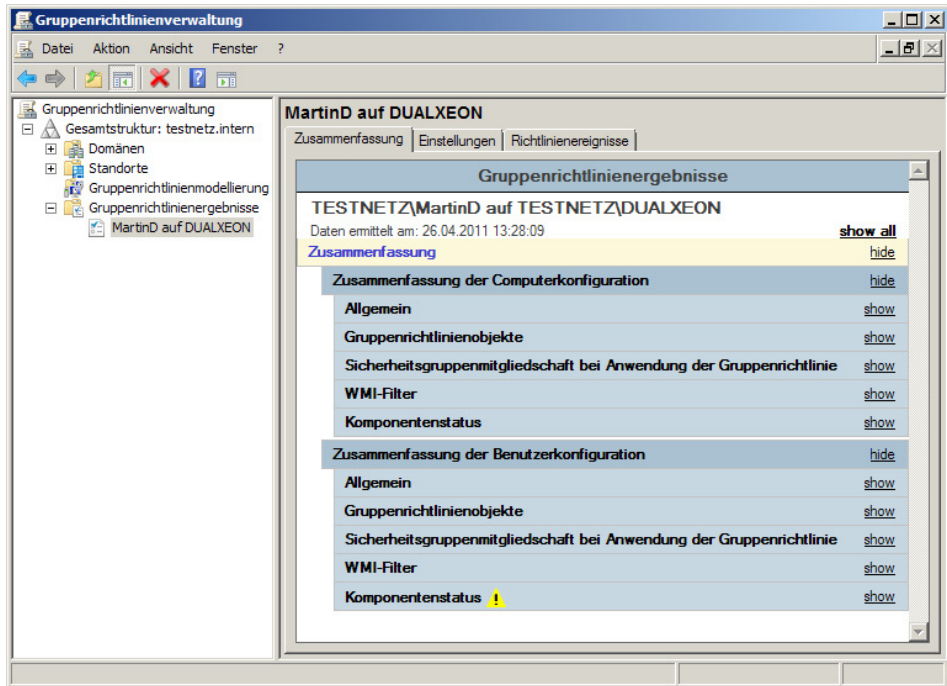 Gruppenrichtlinienverwaltung
Datei Aktion Ansicht Fenster ?
Gruppenrichtlinienverwaltung
Gesamtstruktur: testnetz.intern
Domänen
Standorte
Gruppenrichtlinienmodellierung
Gruppenrichtlinienergebnisse
MartinD auf DUALXEON
MartinD auf DUALXEON
Zusammenfassung Einstellungen Richtlinienereignisse
Gruppenrichtlinienergebnisse
TESTNETZ\MartinD auf TESTNETZ\DUALXEON
Daten ermittelt am: 26.04.2011 13:28:09 show all
Zusammenfassung hide
Zusammenfassung der Computerkonfiguration hide
Allgemein show
Gruppenrichtlinienobjekte show
Sicherheitsgruppenmitgliedschaft bei Anwendung der Gruppenrichtlinie show
WMI-Filter show
Komponentenstatus show
Zusammenfassung der Benutzerkonfiguration hide
Allgemein show
Gruppenrichtlinienobjekte show
Sicherheitsgruppenmitgliedschaft bei Anwendung der Gruppenrichtlinie show
WMI-Filter show
Komponentenstatus show